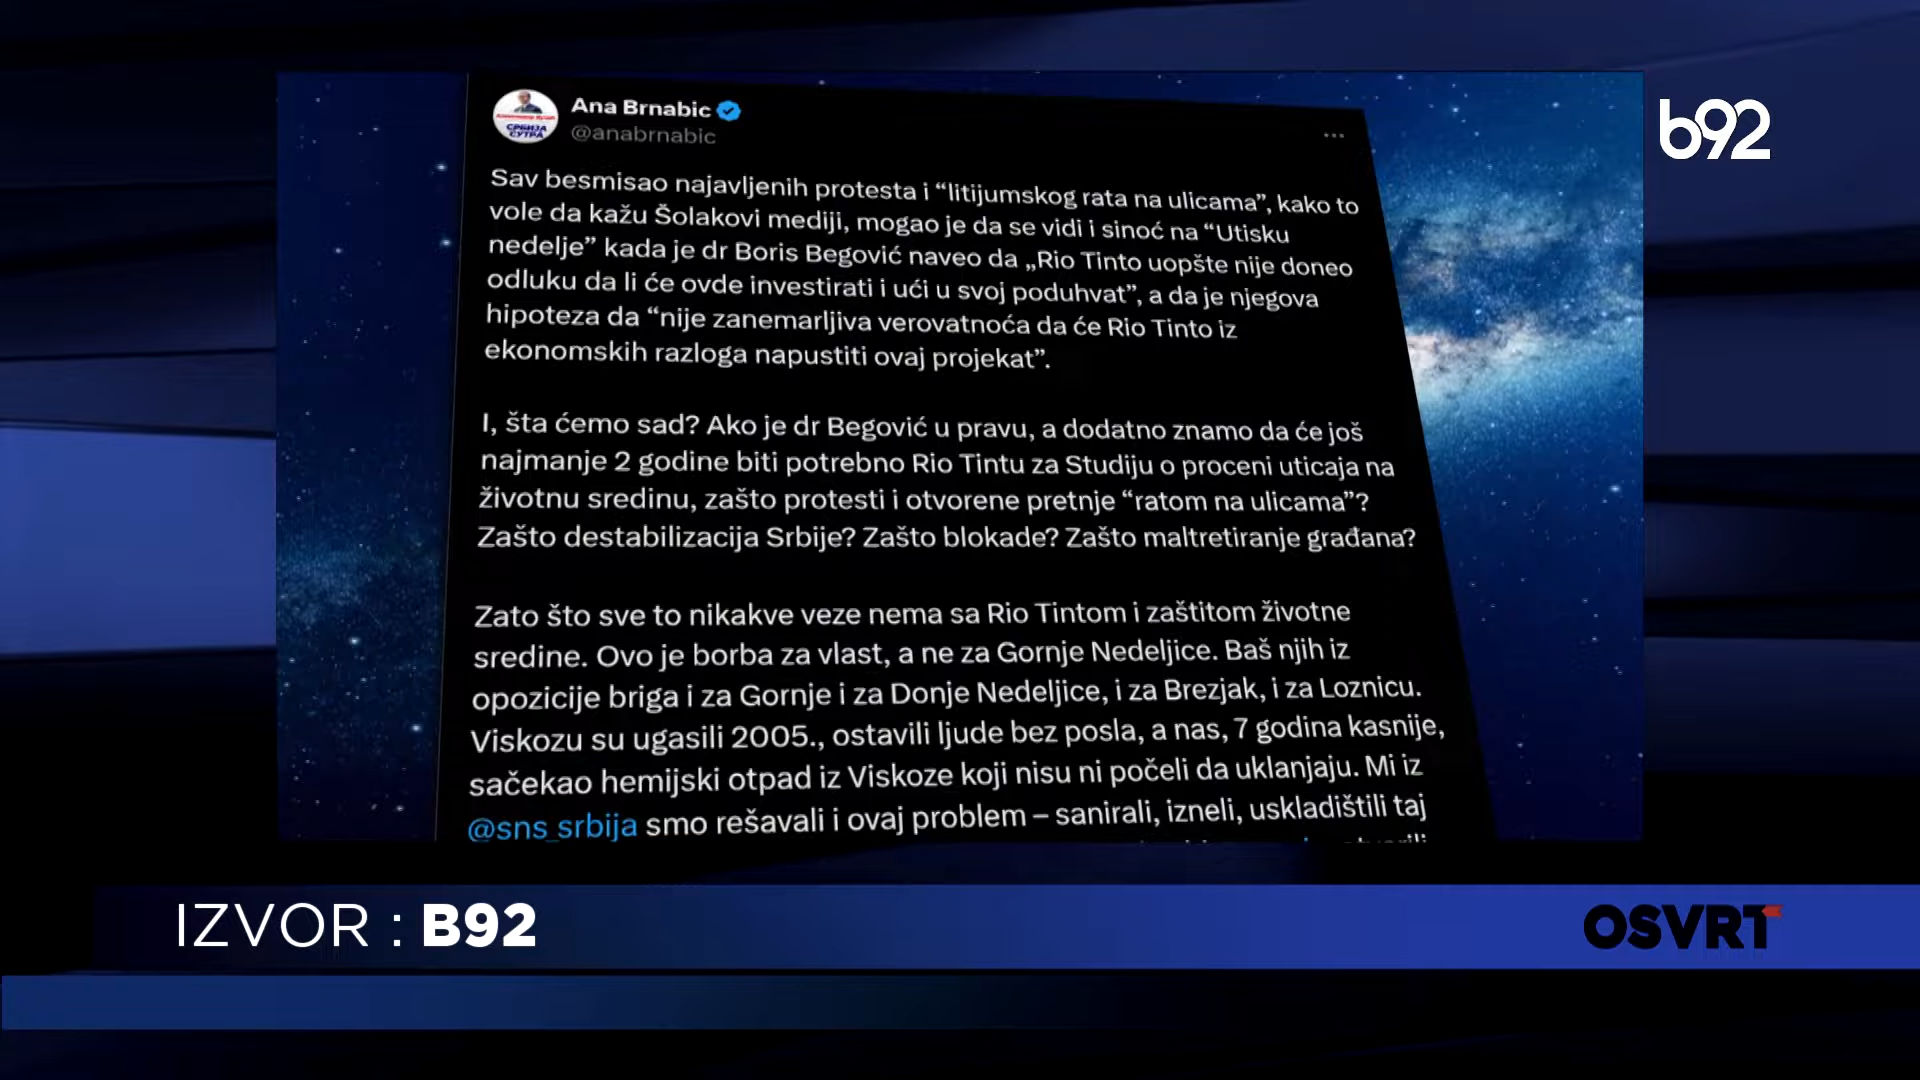 b92
Ana Brnabic
@anabrnabic
Sav besmisao najavljenih protesta i “litijumskog rata na ulicama”, kako to
vole da kažu Šolakovi mediji, mogao je da se vidi i sinoć na “Utisku
nedelje” kada je dr Boris Begović naveo da „Rio Tinto uopšte nije doneo
odluku da li će ovde investirati i ući u svoj poduhvat”, a da je njegova
hipoteza da “nije zanemarljiva verovatnoća da će Rio Tinto iz
ekonomskih razloga napustiti ovaj projekat”.
I, šta ćemo sad? Ako je dr Begović u pravu, a dodatno znamo da će još
najmanje 2 godine biti potrebno Rio Tintu za Studiju o proceni uticaja na
životnu sredinu, zašto protesti i otvorene pretnje “ratom na ulicama”?
Zašto destabilizacija Srbije? Zašto blokade? Zašto maltretiranje građana?
Zato što sve to nikakve veze nema sa Rio Tintom i zaštitom životne
sredine. Ovo je borba za vlast, a ne za Gornje Nedeljice. Baš njih iz
opozicije briga i za Gornje i za Donje Nedeljice, i za Brezjak, i za Loznicu.
Viskozu su ugasili 2005., ostavili ljude bez posla, a nas, 7 godina kasnije,
sačekao hemijski otpad iz Viskoze koji nisu ni počeli da uklanjaju. Mi iz
@sns_srbija smo rešavali i ovaj problem – sanirali, izneli, uskladištili taj
IZVOR : B92
OSVRT
СРБИЈА
СУТРА